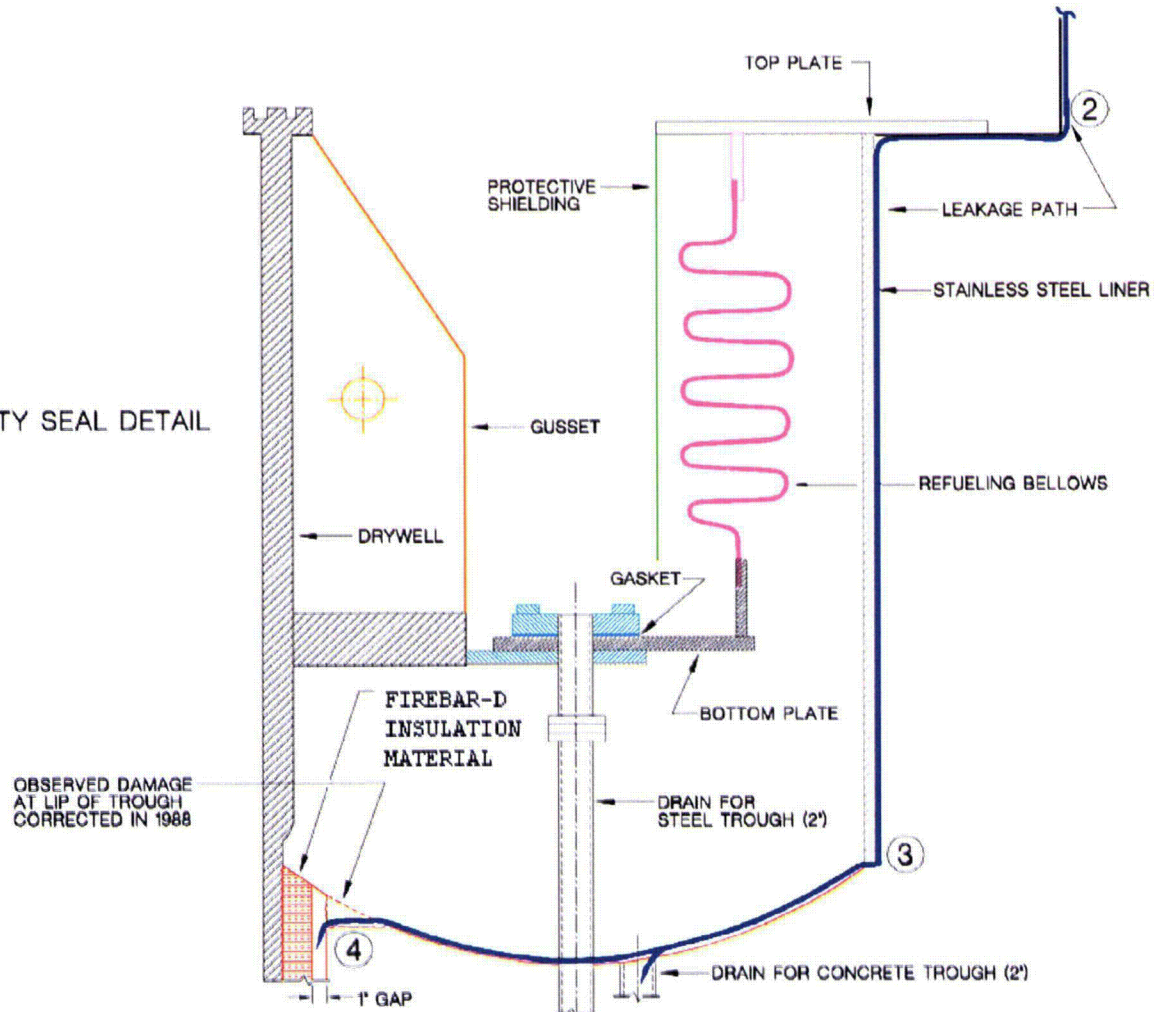 TOP PLATE
2
PROTECTIVE
SHIELDING
LEAKAGE PATH
STAINLESS STEEL LINER
TY SEAL DETAIL
GUSSET
REFUELING BELLOWS
DRYWELL
GASKET
FIREBAR-D
INSULATION
MATERIAL
BOTTOM PLATE
OBSERVED DAMAGE
AT LIP OF TROUGH
CORRECTED IN 1988
DRAIN FOR
STEEL TROUGH (2")
3
4
DRAIN FOR CONCRETE TROUGH (2")
1" GAP